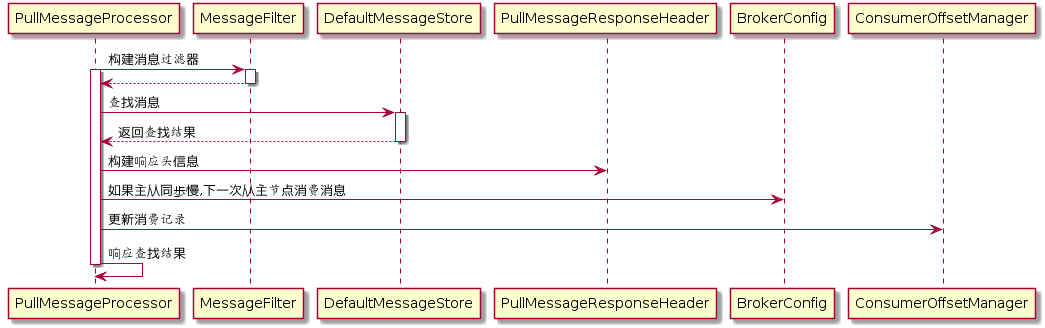 PullMessageProcessor MessageFilter DefaultMessageStore PullMessageResponseHeader BrokerConfig ConsumerOffsetManager
构建消息过滤器
查找消息
返回查找结果
构建响应头信息
如果主从同步慢,下一次从主节点消费消息
更新消费记录
响应查找结果
PullMessageProcessor MessageFilter DefaultMessageStore PullMessageResponseHeader BrokerConfig ConsumerOffsetManager